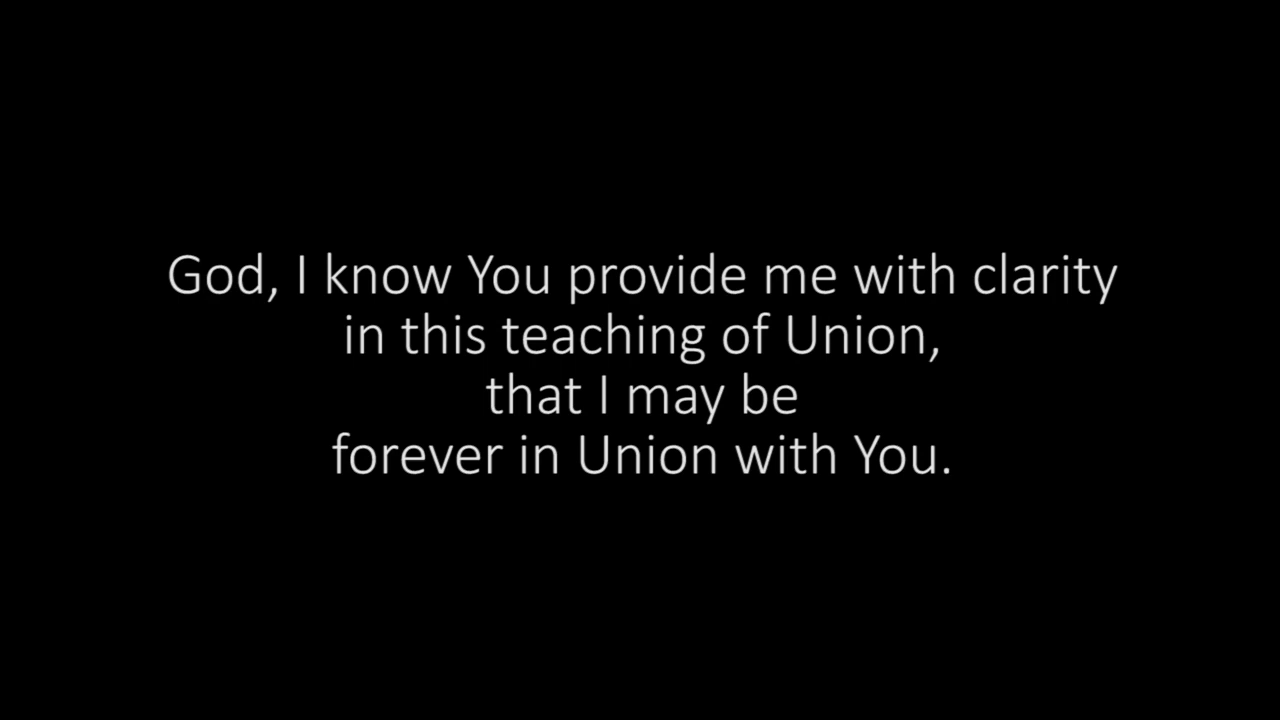 God, I know You provide me with clarity
in this teaching of Union,
that I may be
forever in Union with You.